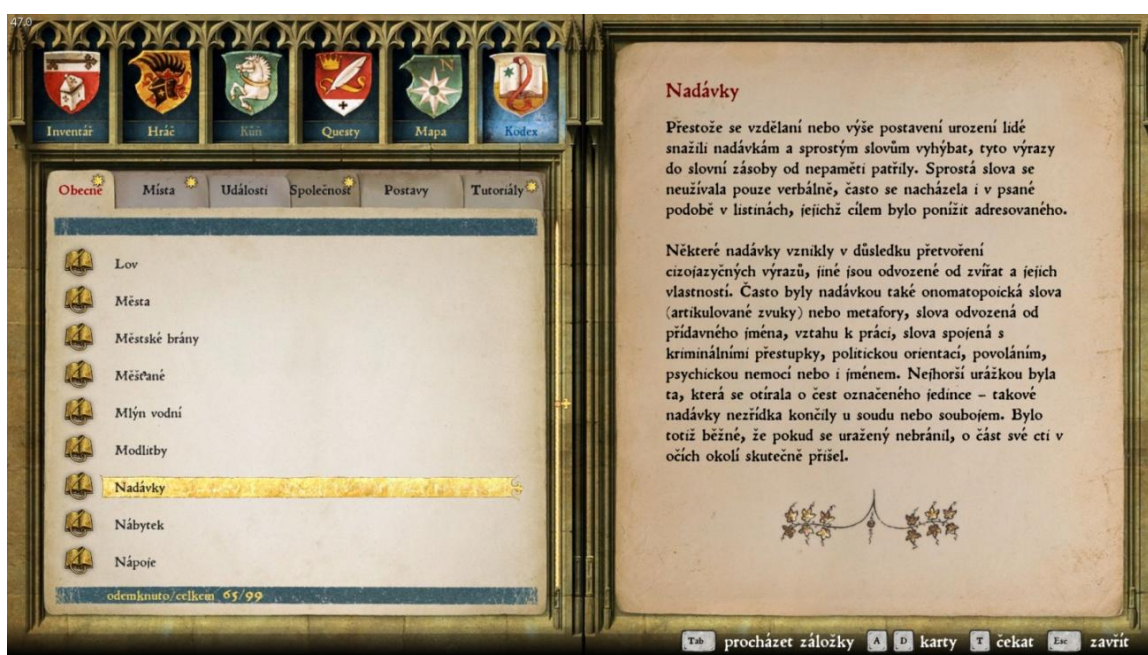 47.0
Inventář
Hráč
Kůň
Questy
N
Mapa
Kodex
Obecné
Místa
Události
Společnost
Postavy
Tutoriály
Lov
Města
Městské brány
Měšťané
Mlýn vodní
Modlitby
Nadávky
Nábytek
Nápoje
odemknuto/celkem 65/99
Nadávky
Přestože se vzdělaní nebo výše postavení urození lidé
snažili nadávkám a sprostým slovům vyhýbat, tyto výrazy
do slovní zásoby od nepaměti patřily. Sprostá slova se
neužívala pouze verbálně, často se nacházela i v psané
podobě v listinách, jejichž cílem bylo ponížit adresovaného.
Některé nadávky vznikly v důsledku přetvoření
cizojazyčných výrazů, jiné jsou odvozené od zvířat a jejich
vlastností. Často byly nadávkou také onomatopoická slova
(artikulované zvuky) nebo metafory, slova odvozená od
přídavného jména, vztahu k práci, slova spojená s
kriminálními přestupky, politickou orientací, povoláním,
psychickou nemocí nebo i jménem. Nejhorší urážkou byla
ta, která se otírala o čest označeného jedince – takové
nadávky nezřídka končily u soudu nebo soubojem. Bylo
totiž běžné, že pokud se uražený nebránil, o část své cti v
očích okolí skutečně přišel.
Tab procházet záložky A D karty T čekat Esc zavřít